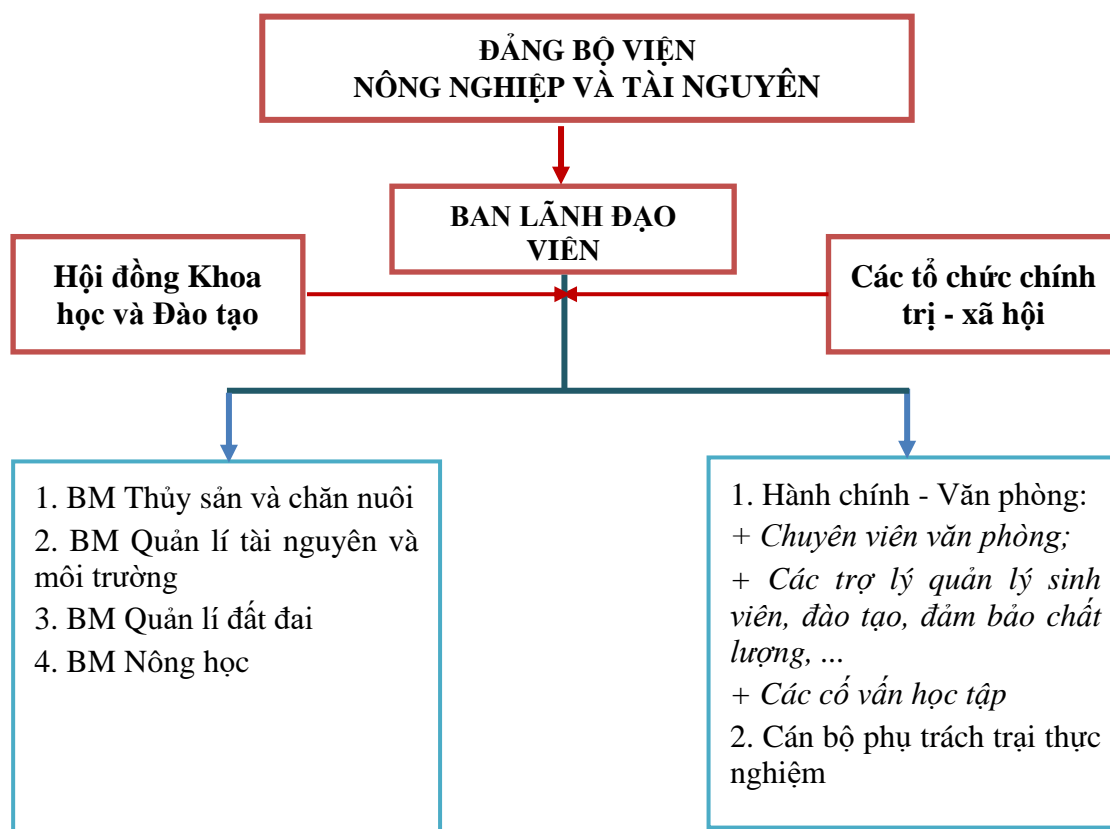 ĐẢNG BỘ VIỆN
NÔNG NGHIỆP VÀ TÀI NGUYÊN
BAN LÃNH ĐẠO
VIÊN
Hội đồng Khoa
học và Đào tạo
Các tổ chức chính
trị - xã hội
1. BM Thủy sản và chăn nuôi
2. BM Quản lí tài nguyên và
môi trường
3. BM Quản lí đất đai
4. BM Nông học
1. Hành chính - Văn phòng:
+ Chuyên viên văn phòng;
+ Các trợ lý quản lý sinh
viên, đào tạo, đảm bảo chất
lượng, ...
+ Các cố vấn học tập
2. Cán bộ phụ trách trại thực
nghiệm